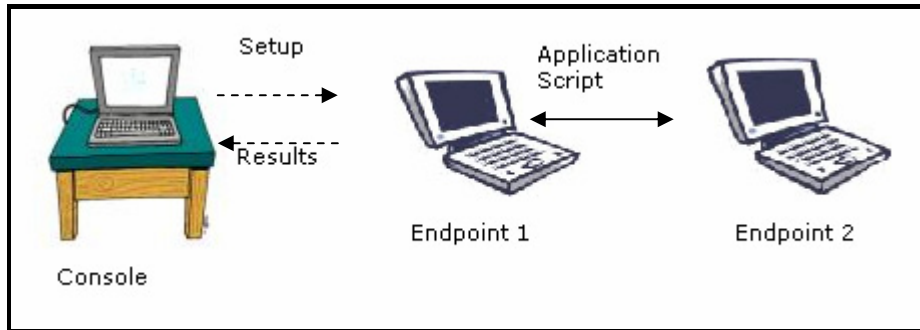 Setup
Application
Script
Results
Endpoint 1
Endpoint 2
Console